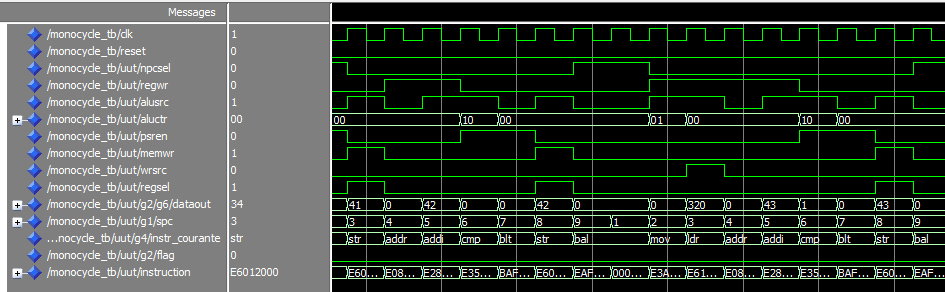 Messages
/monocycle_tb/clk 1
/monocycle_tb/reset 0
/monocycle_tb/uut/npcsel 0
/monocycle_tb/uut/regwr 0
/monocycle_tb/uut/alusrc 1
/monocycle_tb/uut/aluctr 00 00 10 00 01 00 10 00
/monocycle_tb/uut/psren 0
/monocycle_tb/uut/memwr 1
/monocycle_tb/uut/wrsrc 0
/monocycle_tb/uut/regsel 1
/monocycle_tb/uut/g2/g6/dataout 34 41 0 42 0 0 42 0 0 320 0 43 1 0 43 0
/monocycle_tb/uut/g1/spc 3 3 4 5 6 7 8 9 1 2 3 4 5 6 7 8 9
...nocycle_tb/uut/g4/instr_courante str str addr addi cmp blt str bal mov ldr addr addi cmp blt str bal
/monocycle_tb/uut/g2/flag 0
/monocycle_tb/uut/instruction E6012000 E60... E08... E28... E35... BAF... E60... EAF... 000... E3A... E61... E08... E28... E35... BAF... E60... EAF...